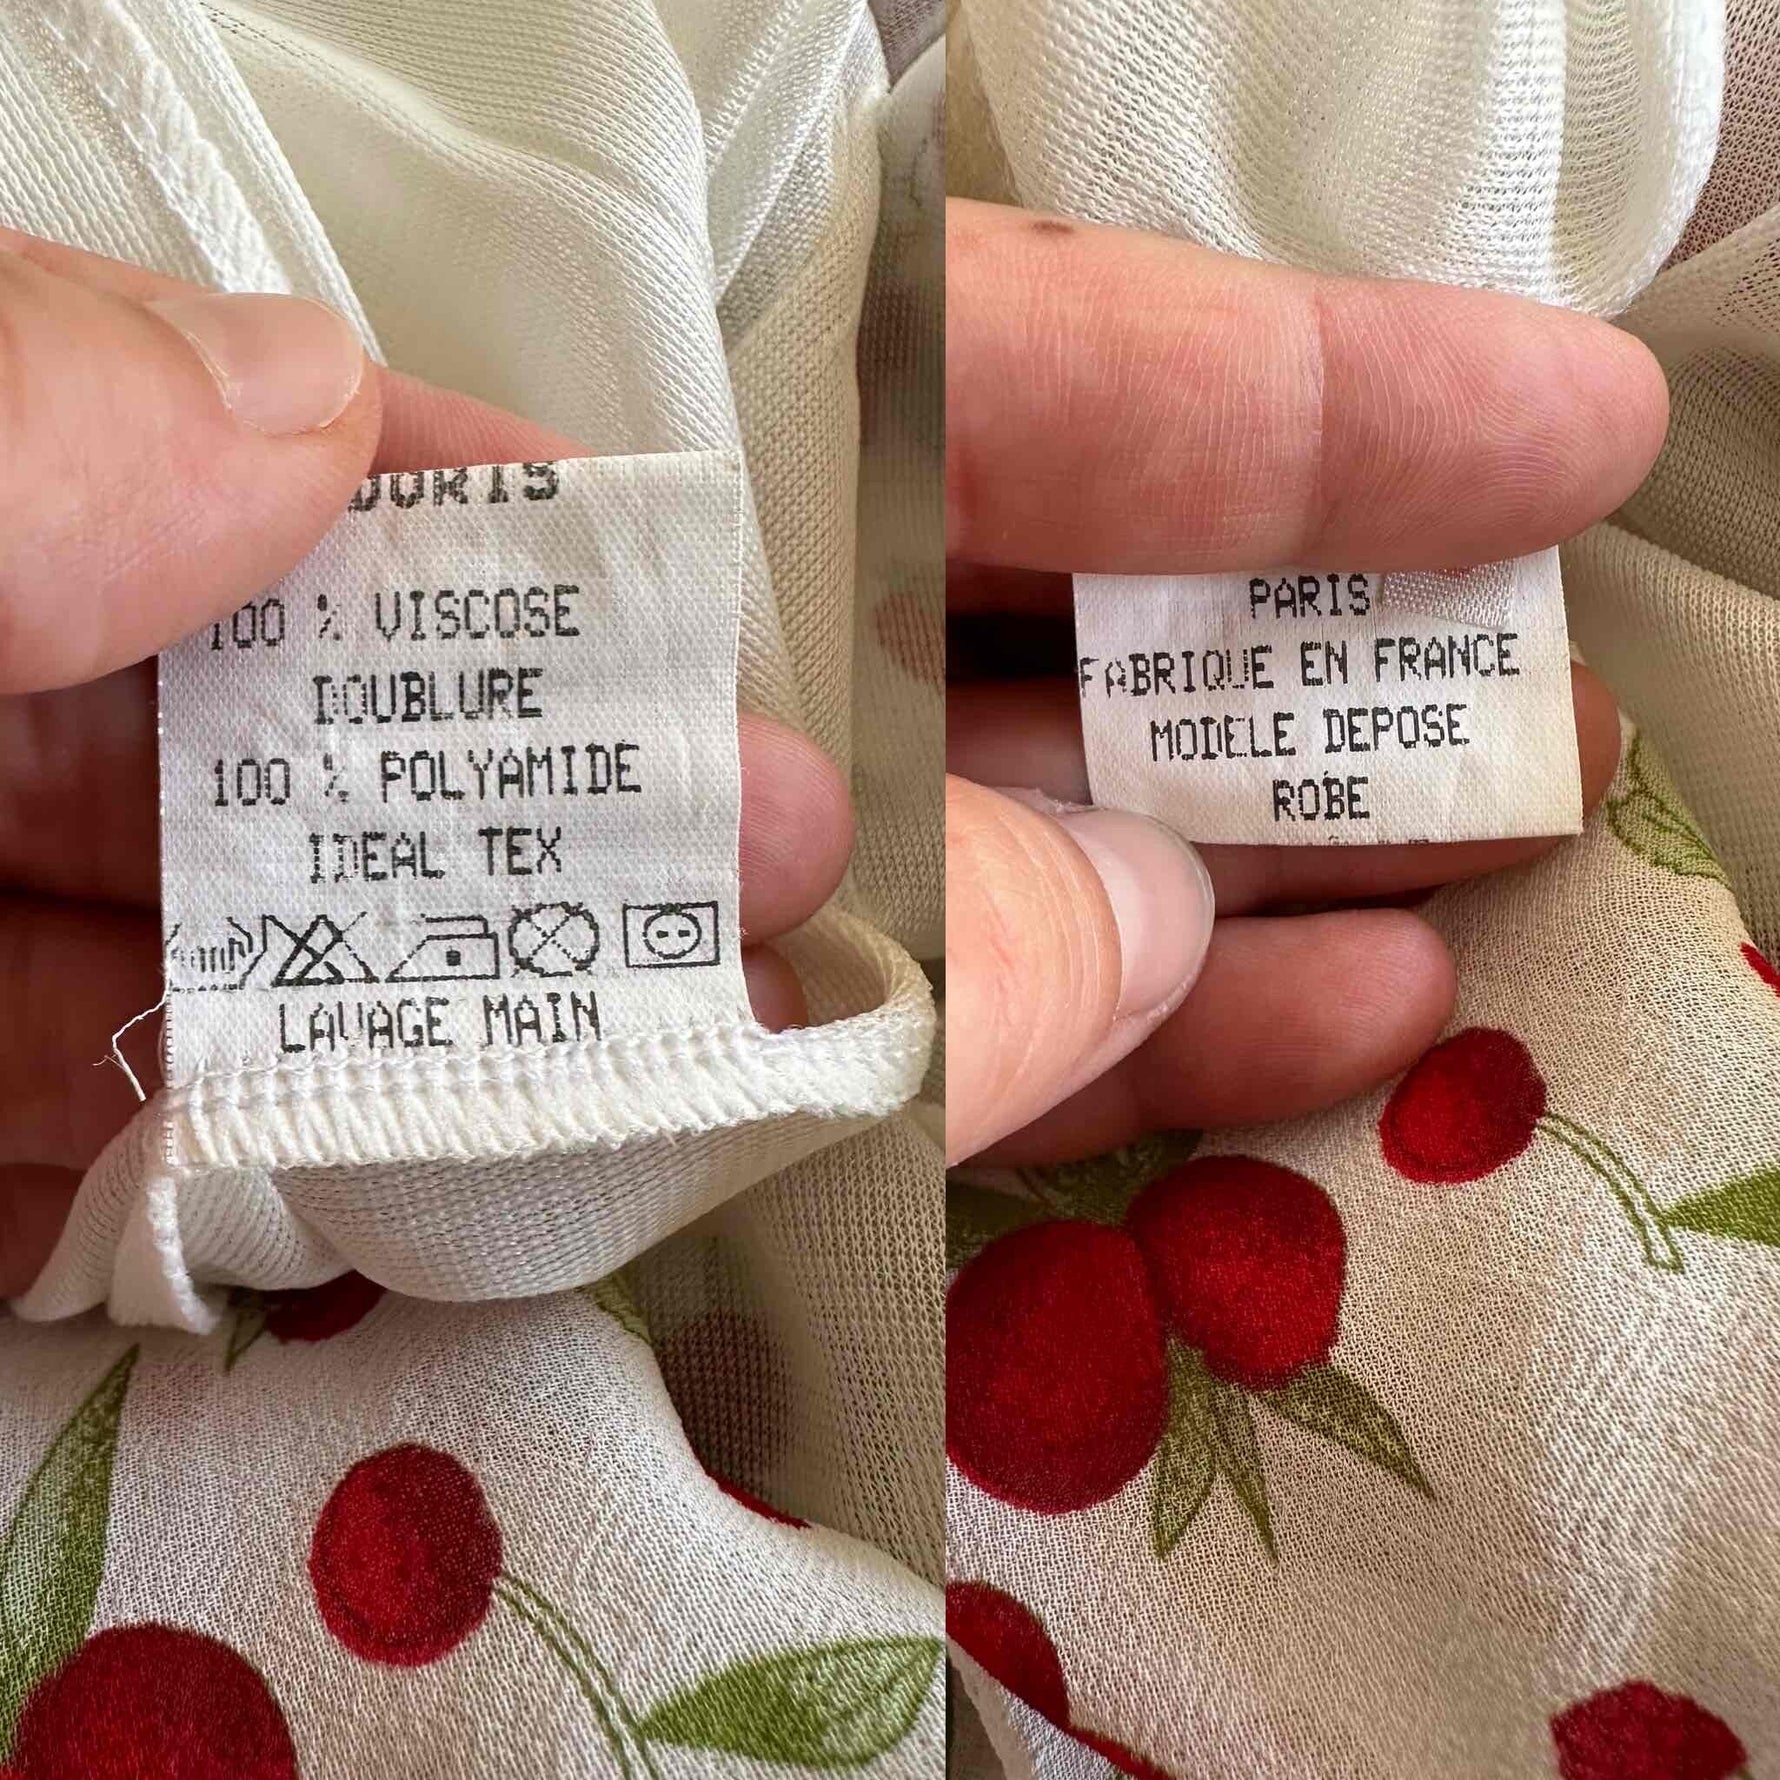 100 % VISCOSE
DOUBLURE
100 % POLYAMIDE
IDEAL TEX
LAVAGE MAIN
PARIS
FABRIQUE EN FRANCE
MODELE DEPOSE
ROBE